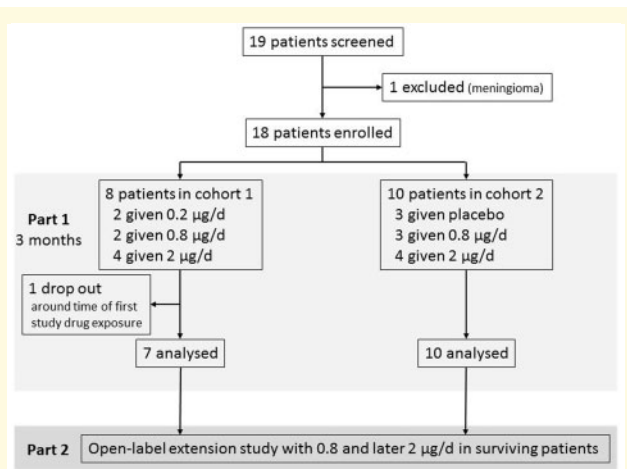 19 patients screened
1 excluded (meningioma)
18 patients enrolled
Part 1
3 months
8 patients in cohort 1
2 given 0.2 µg/d
2 given 0.8 µg/d
4 given 2 µg/d
10 patients in cohort 2
3 given placebo
3 given 0.8 µg/d
4 given 2 µg/d
1 drop out
around time of first
study drug exposure
7 analysed
10 analysed
Part 2
Open-label extension study with 0.8 and later 2 µg/d in surviving patients